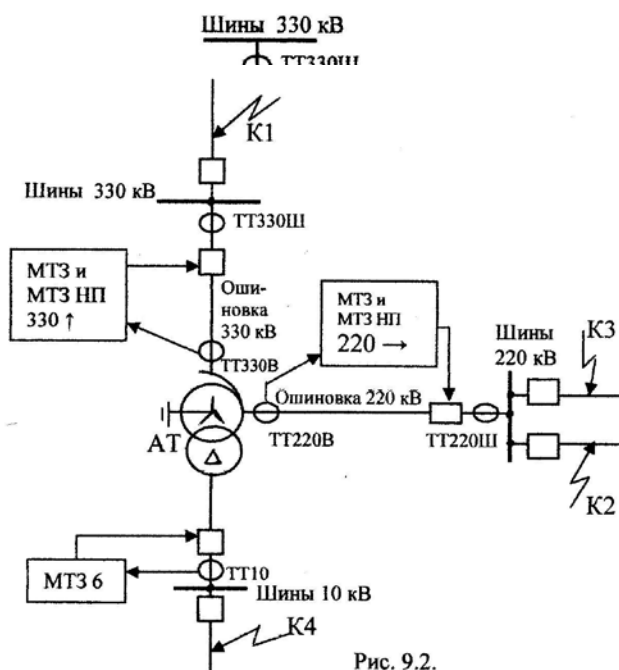 Шины 330 кВ
ТТ330Ш
К1
Шины 330 кВ
ТТ330Ш
МТЗ и
МТЗ НП
330 ↑
Оши-
новка
330 кВ
ТТ330В
МТЗ и
МТЗ НП
220 →
Шины
220 кВ
К3
Ошиновка 220 кВ
АТ
ТТ220В
ТТ220Ш
К2
МТЗ 6
ТТ10
Шины 10 кВ
К4
Рис. 9.2.